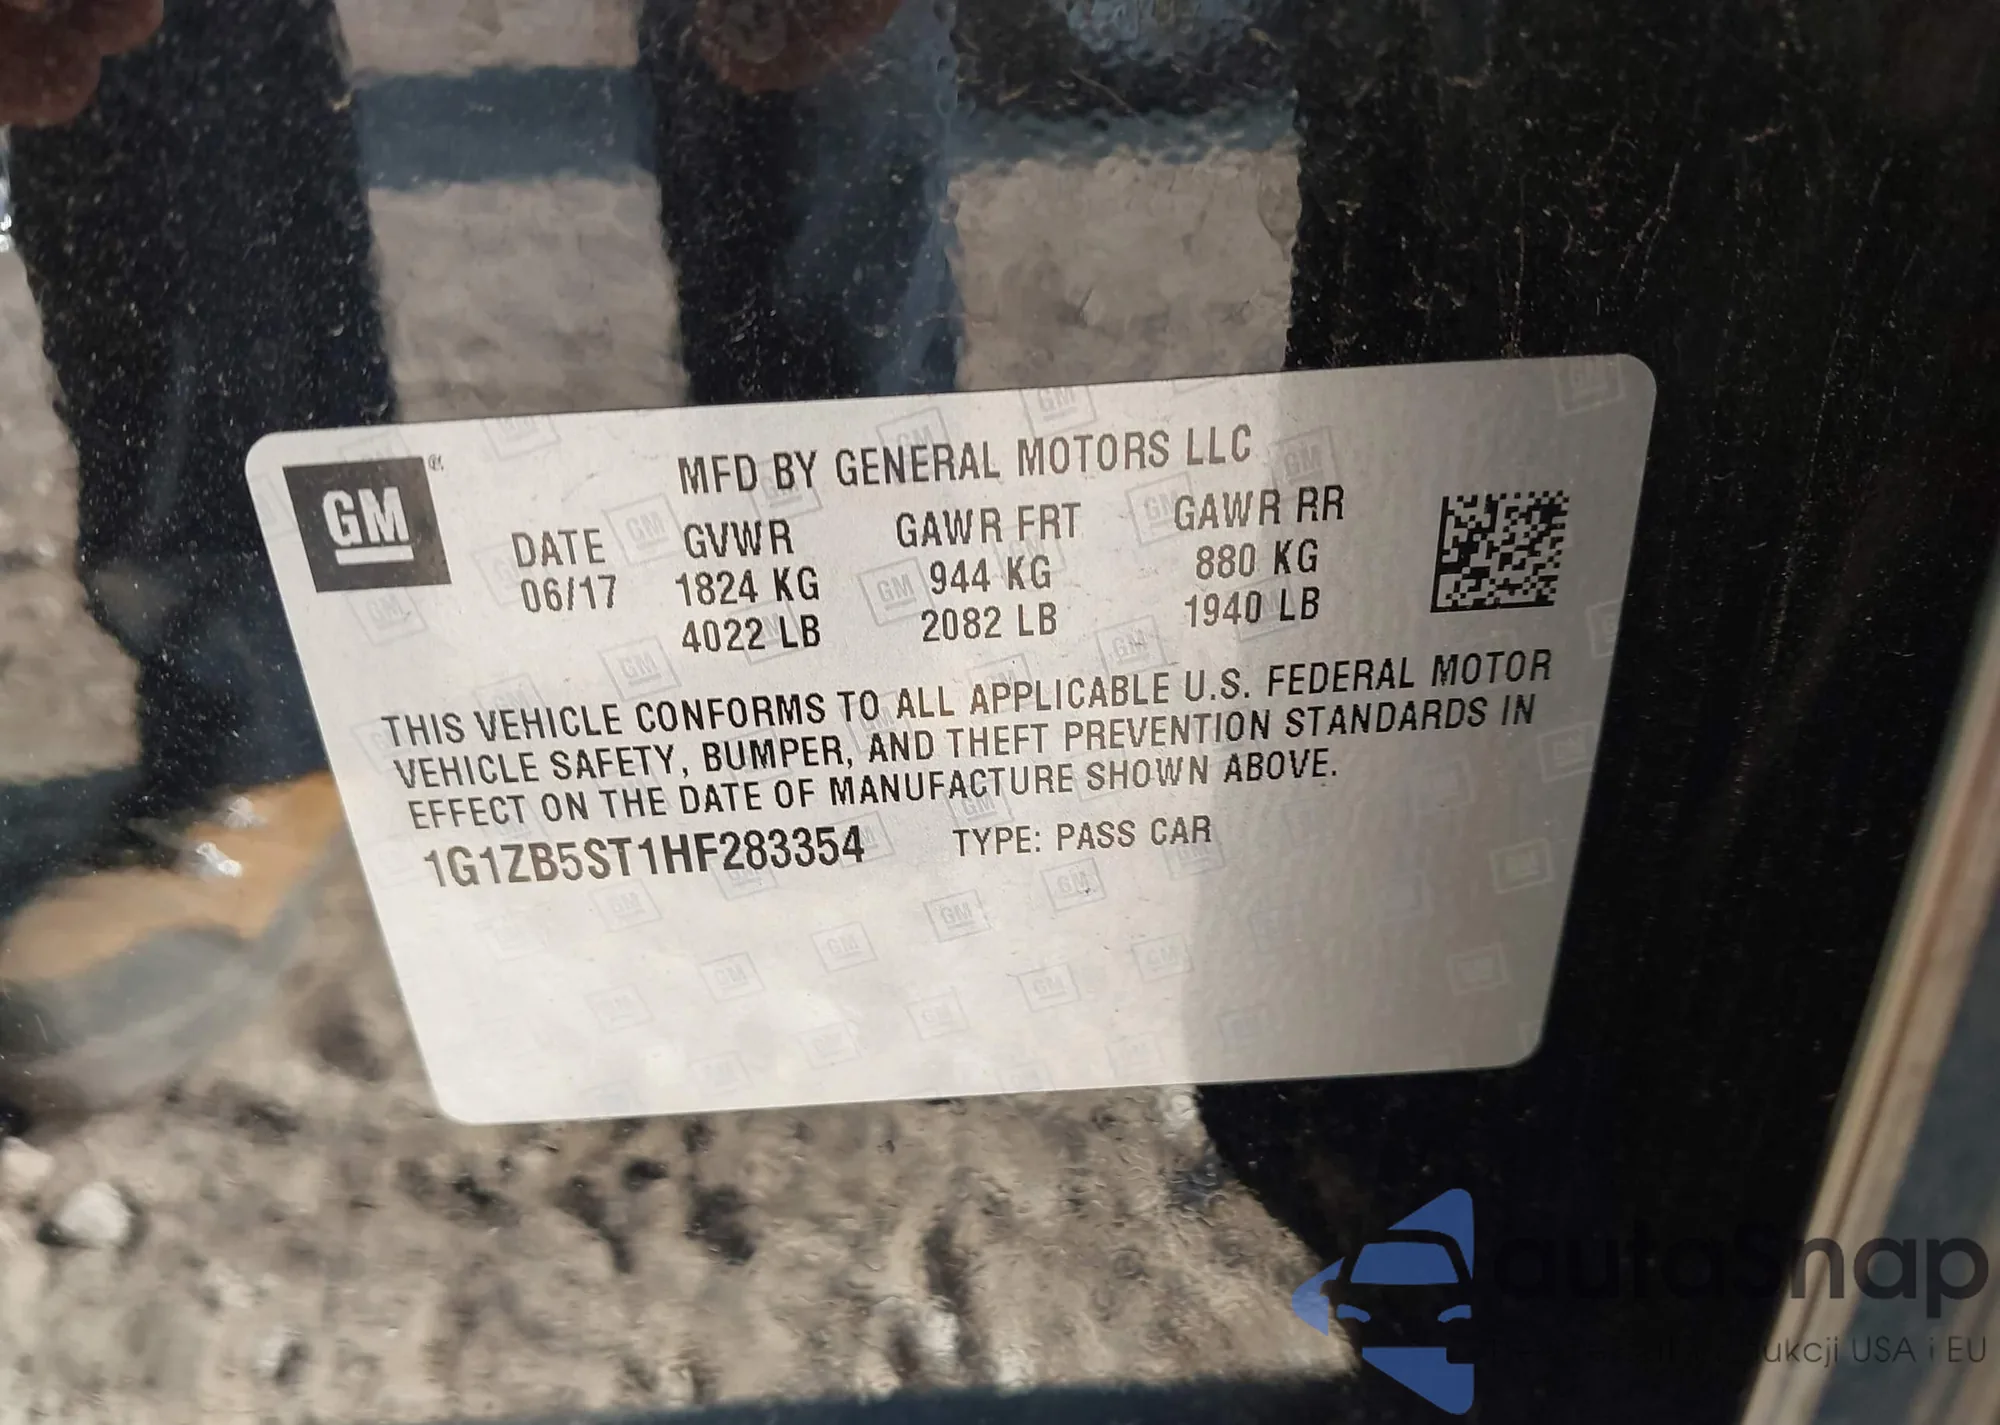 GM
MFD BY GENERAL MOTORS LLC
DATE GVWR GAWR FRT GAWR RR
06/17 1824 KG 944 KG 880 KG
4022 LB 2082 LB 1940 LB
THIS VEHICLE CONFORMS TO ALL APPLICABLE U.S. FEDERAL MOTOR
VEHICLE SAFETY, BUMPER, AND THEFT PREVENTION STANDARDS IN
EFFECT ON THE DATE OF MANUFACTURE SHOWN ABOVE.
1G1ZB5ST1HF283354 TYPE: PASS CAR
autosnap
USA i EU